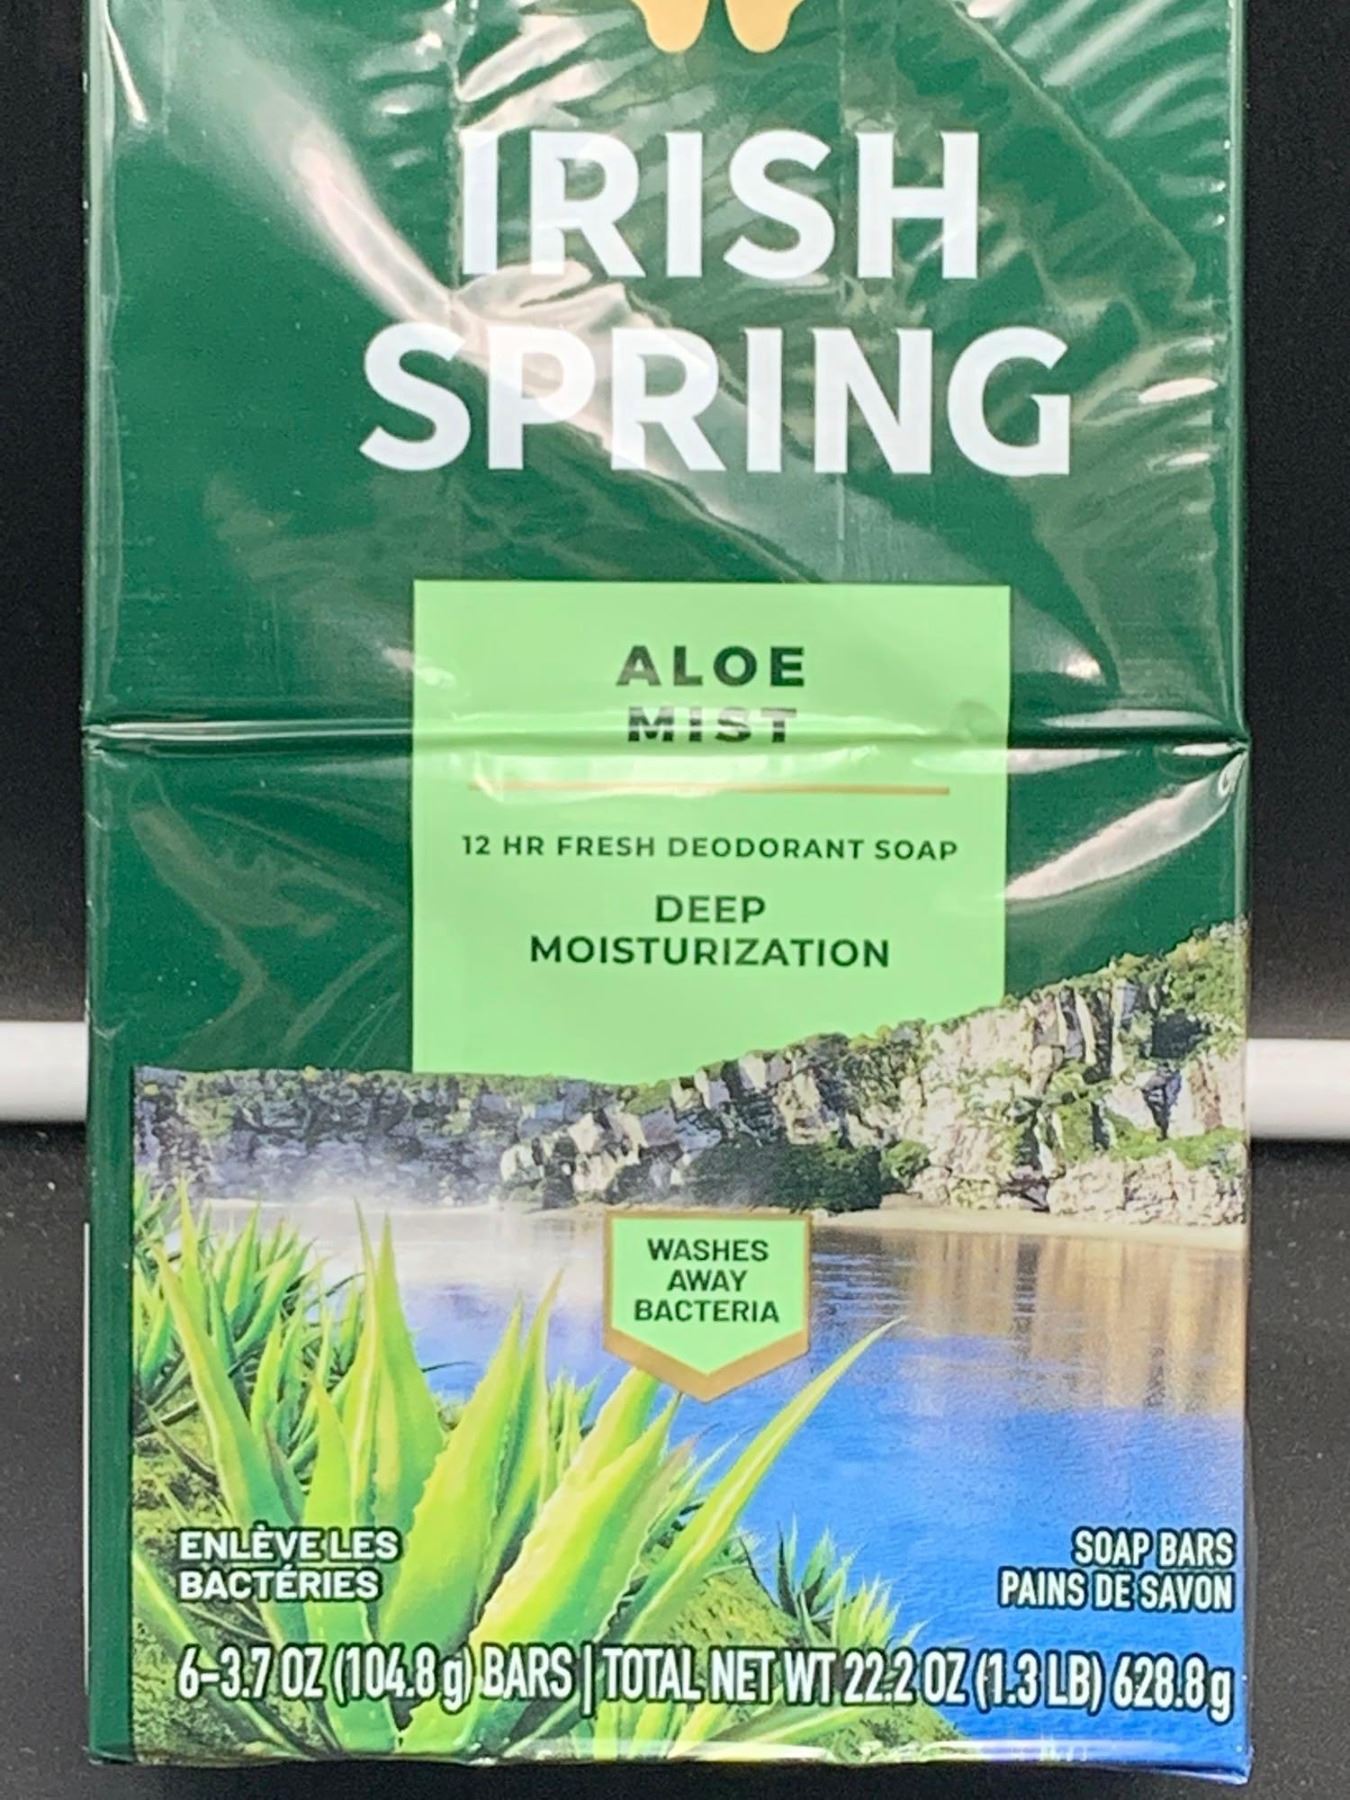 IRISH
SPRING
ALOE
MIST
12 HR FRESH DEODORANT SOAP
DEEP
MOISTURIZATION
WASHES
AWAY
BACTERIA
ENLÈVE LES
BACTÉRIES
SOAP BARS
PAINS DE SAVON
6-3.7 OZ (104.8 g) BARS | TOTAL NET WT 22.2 OZ (1.3 LB) 628.8 g